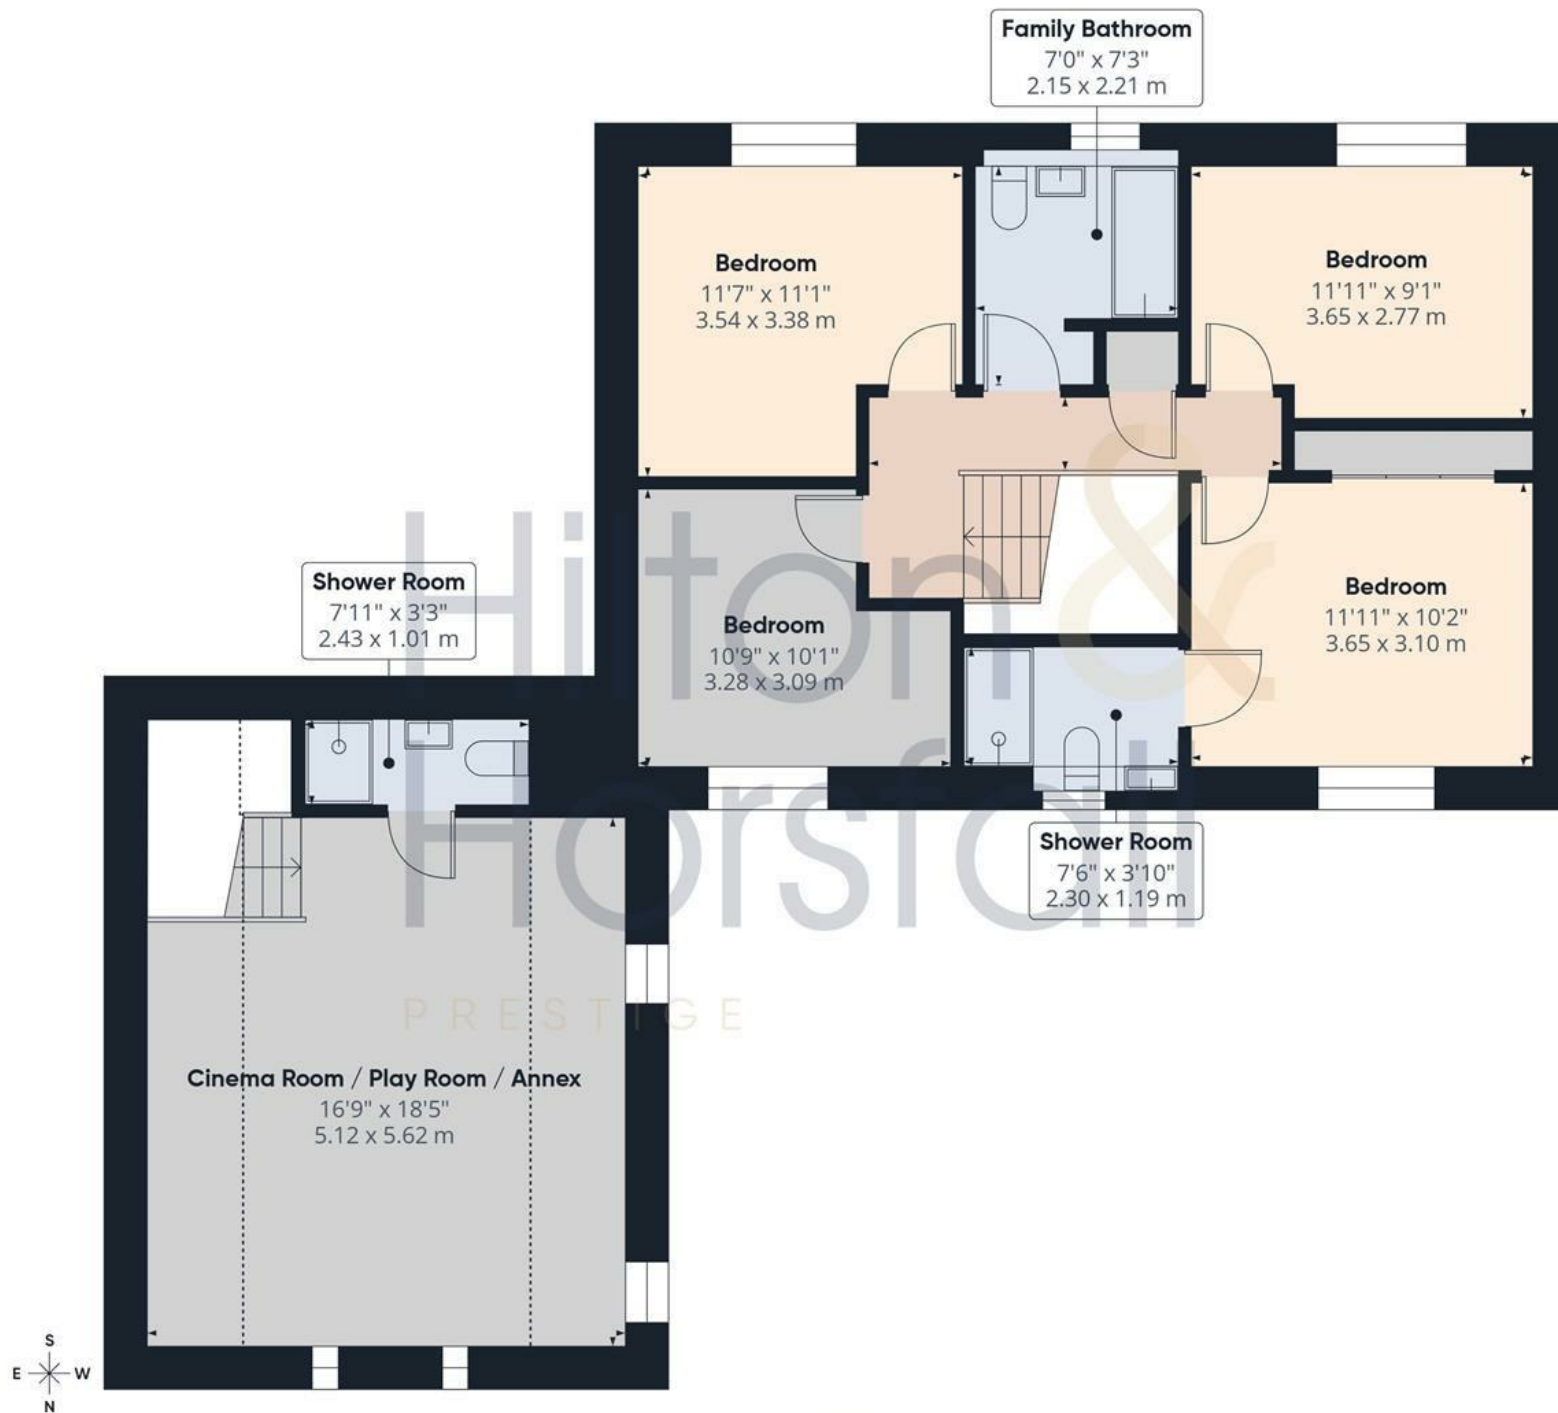 Family Bathroom
7'0" x 7'3"
2.15 x 2.21 m
Bedroom
11'7" x 11'1"
3.54 x 3.38 m
Bedroom
11'11" x 9'1"
3.65 x 2.77 m
Shower Room
7'11" x 3'3"
2.43 x 1.01 m
Bedroom
10'9" x 10'1"
3.28 x 3.09 m
Bedroom
11'11" x 10'2"
3.65 x 3.10 m
Hilton &
Horsfall
PRESTIGE
Shower Room
7'6" x 3'10"
2.30 x 1.19 m
Cinema Room / Play Room / Annex
16'9" x 18'5"
5.12 x 5.62 m
S
E W
N